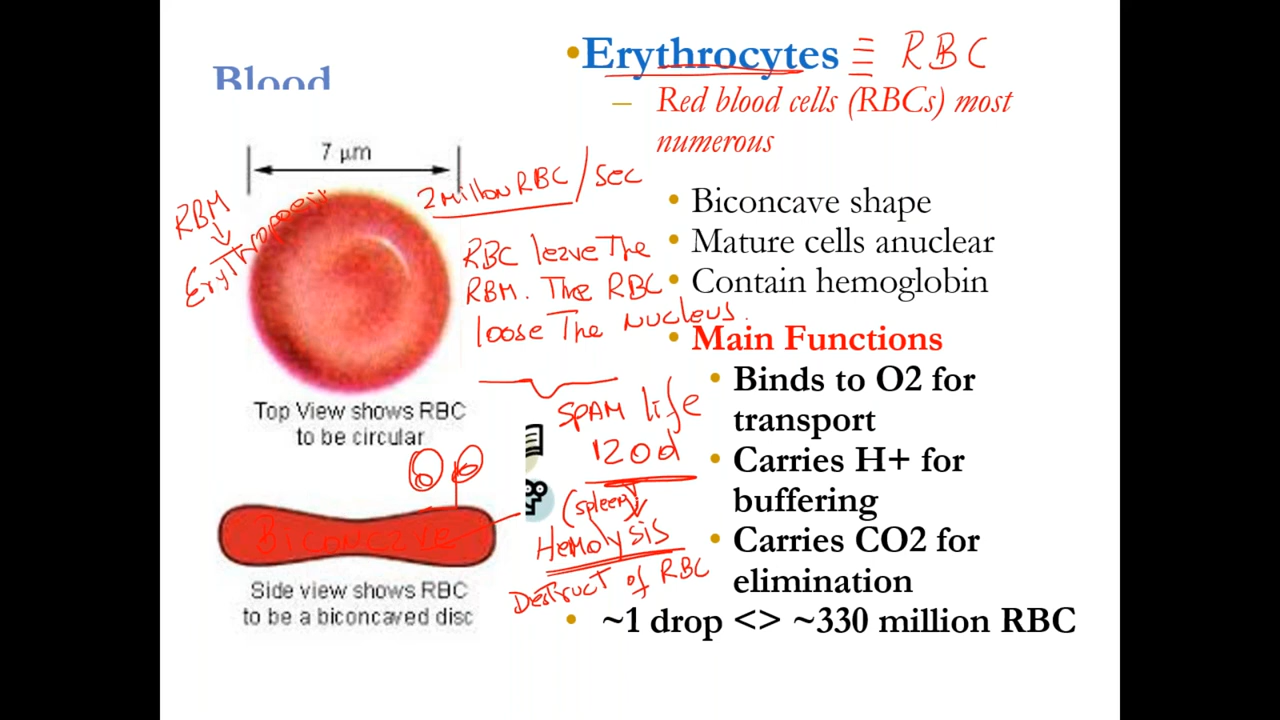 Blood
7 µm
RBM
Erythropoein
2 millon RBC / Sec
RBC leave The
RBM. The RBC
loose The nucleus.
Top View shows RBC
to be circular
SPAM life
120d
(spleen)
Hemolysis
Destruct of RBC
Biconcave
Side view shows RBC
to be a biconcaved disc
•Erythrocytes ≡ RBC
– Red blood cells (RBCs) most
numerous
• Biconcave shape
• Mature cells anuclear
• Contain hemoglobin
• Main Functions
• Binds to O2 for
transport
• Carries H+ for
buffering
• Carries CO2 for
elimination
• ~1 drop <> ~330 million RBC